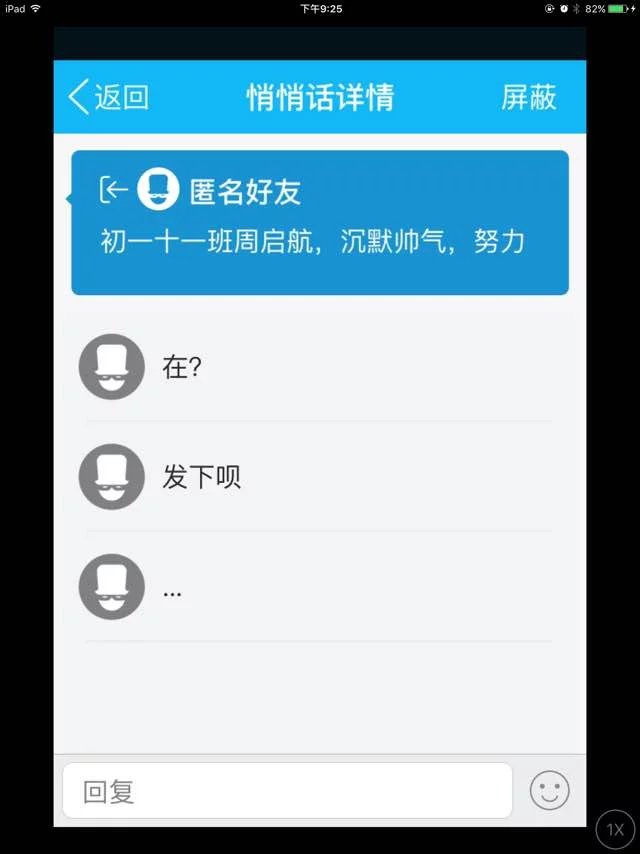 iPad 下午9:25 82%
返回 悄悄话详情 屏蔽
匿名好友
初一十一班周启航，沉默帅气，努力
在?
发下呗
...
回复
1X